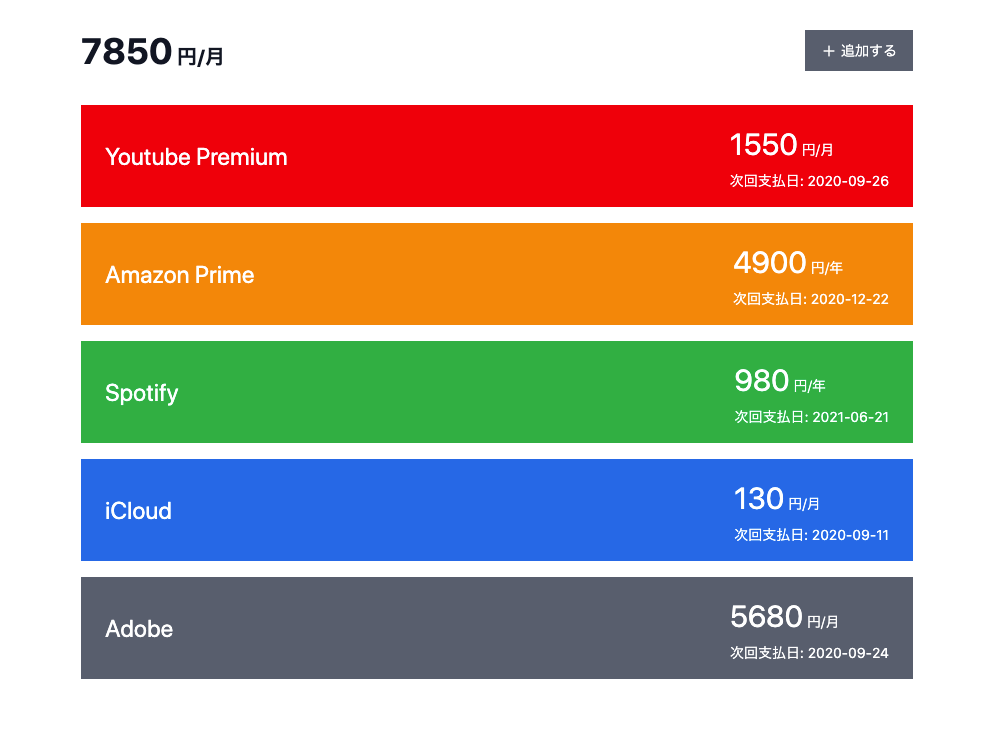 7850 円/月
+ 追加する
Youtube Premium
1550 円/月
次回支払日: 2020-09-26
Amazon Prime
4900 円/年
次回支払日: 2020-12-22
Spotify
980 円/年
次回支払日: 2021-06-21
iCloud
130 円/月
次回支払日: 2020-09-11
Adobe
5680 円/月
次回支払日: 2020-09-24